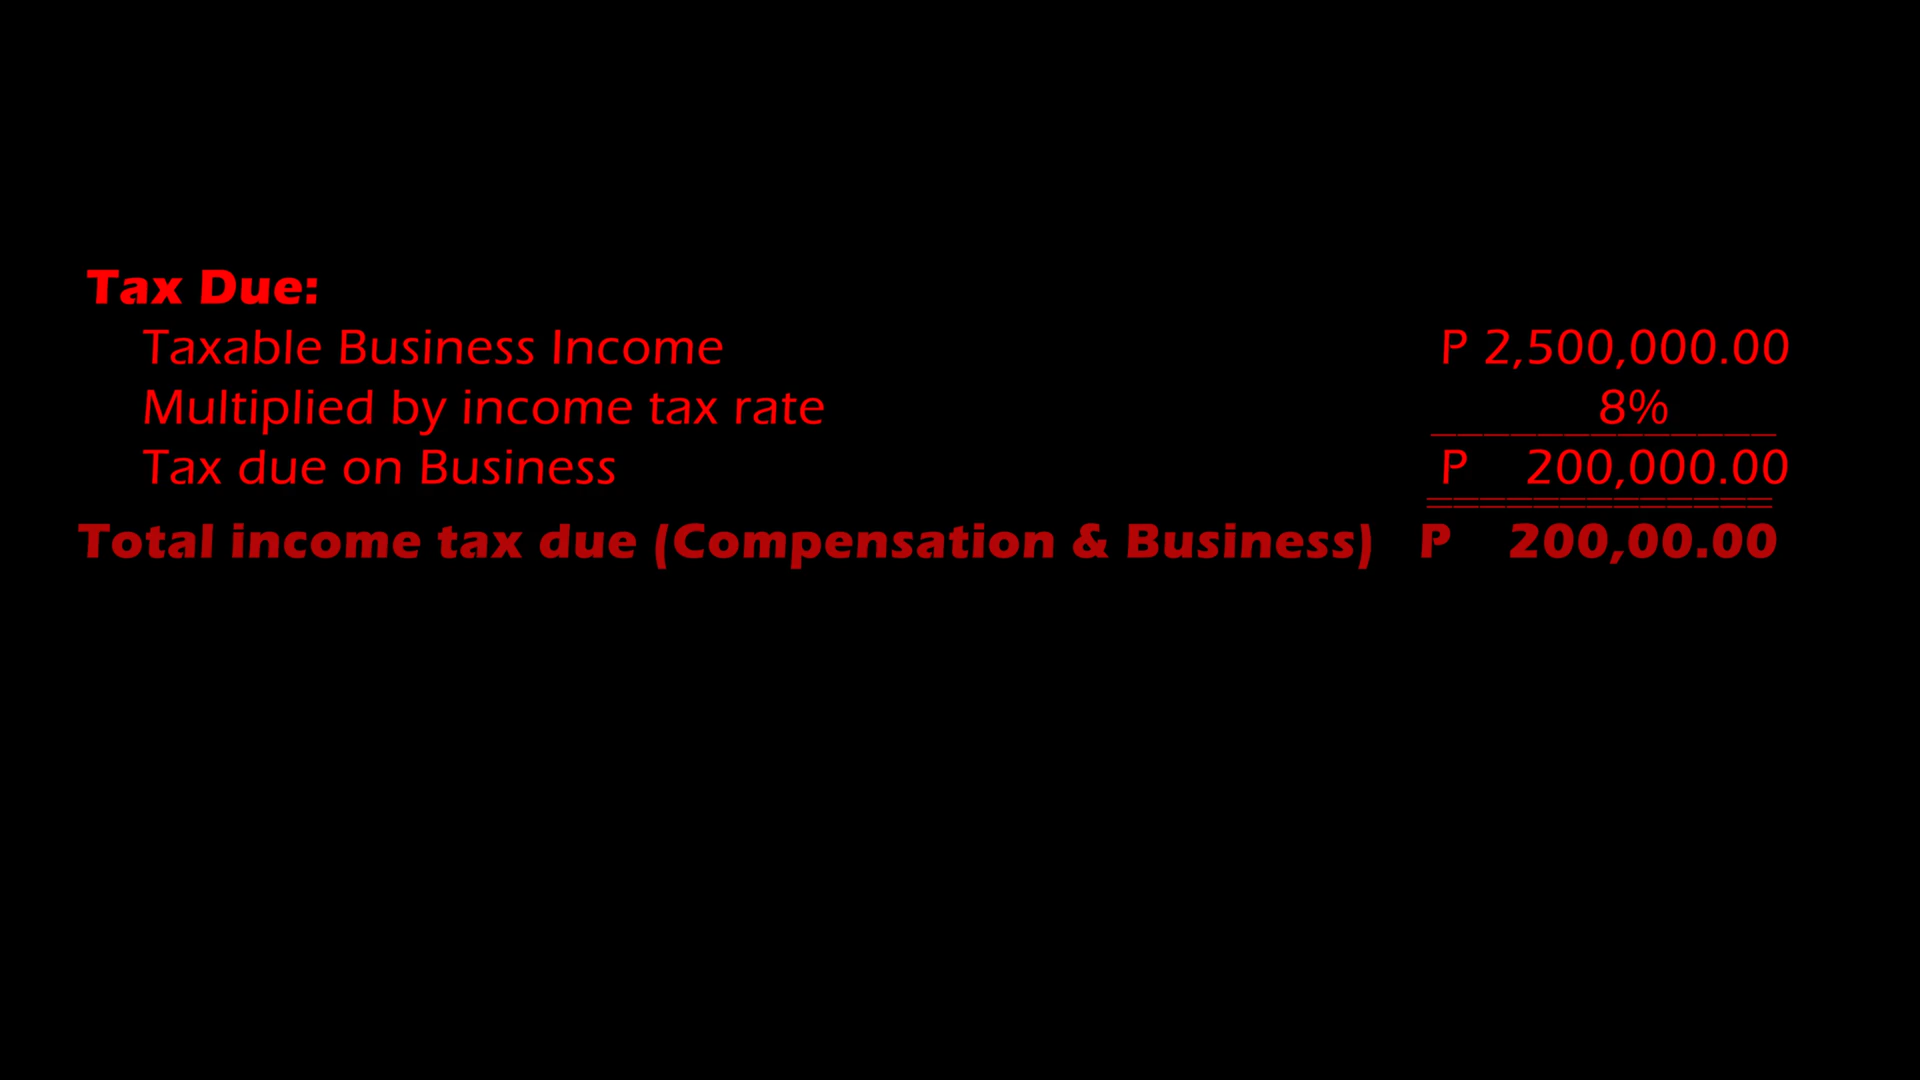 Tax Due:
Taxable Business Income P 2,500,000.00
Multiplied by income tax rate 8%
Tax due on Business P 200,000.00
Total income tax due (Compensation & Business) P 200,00.00